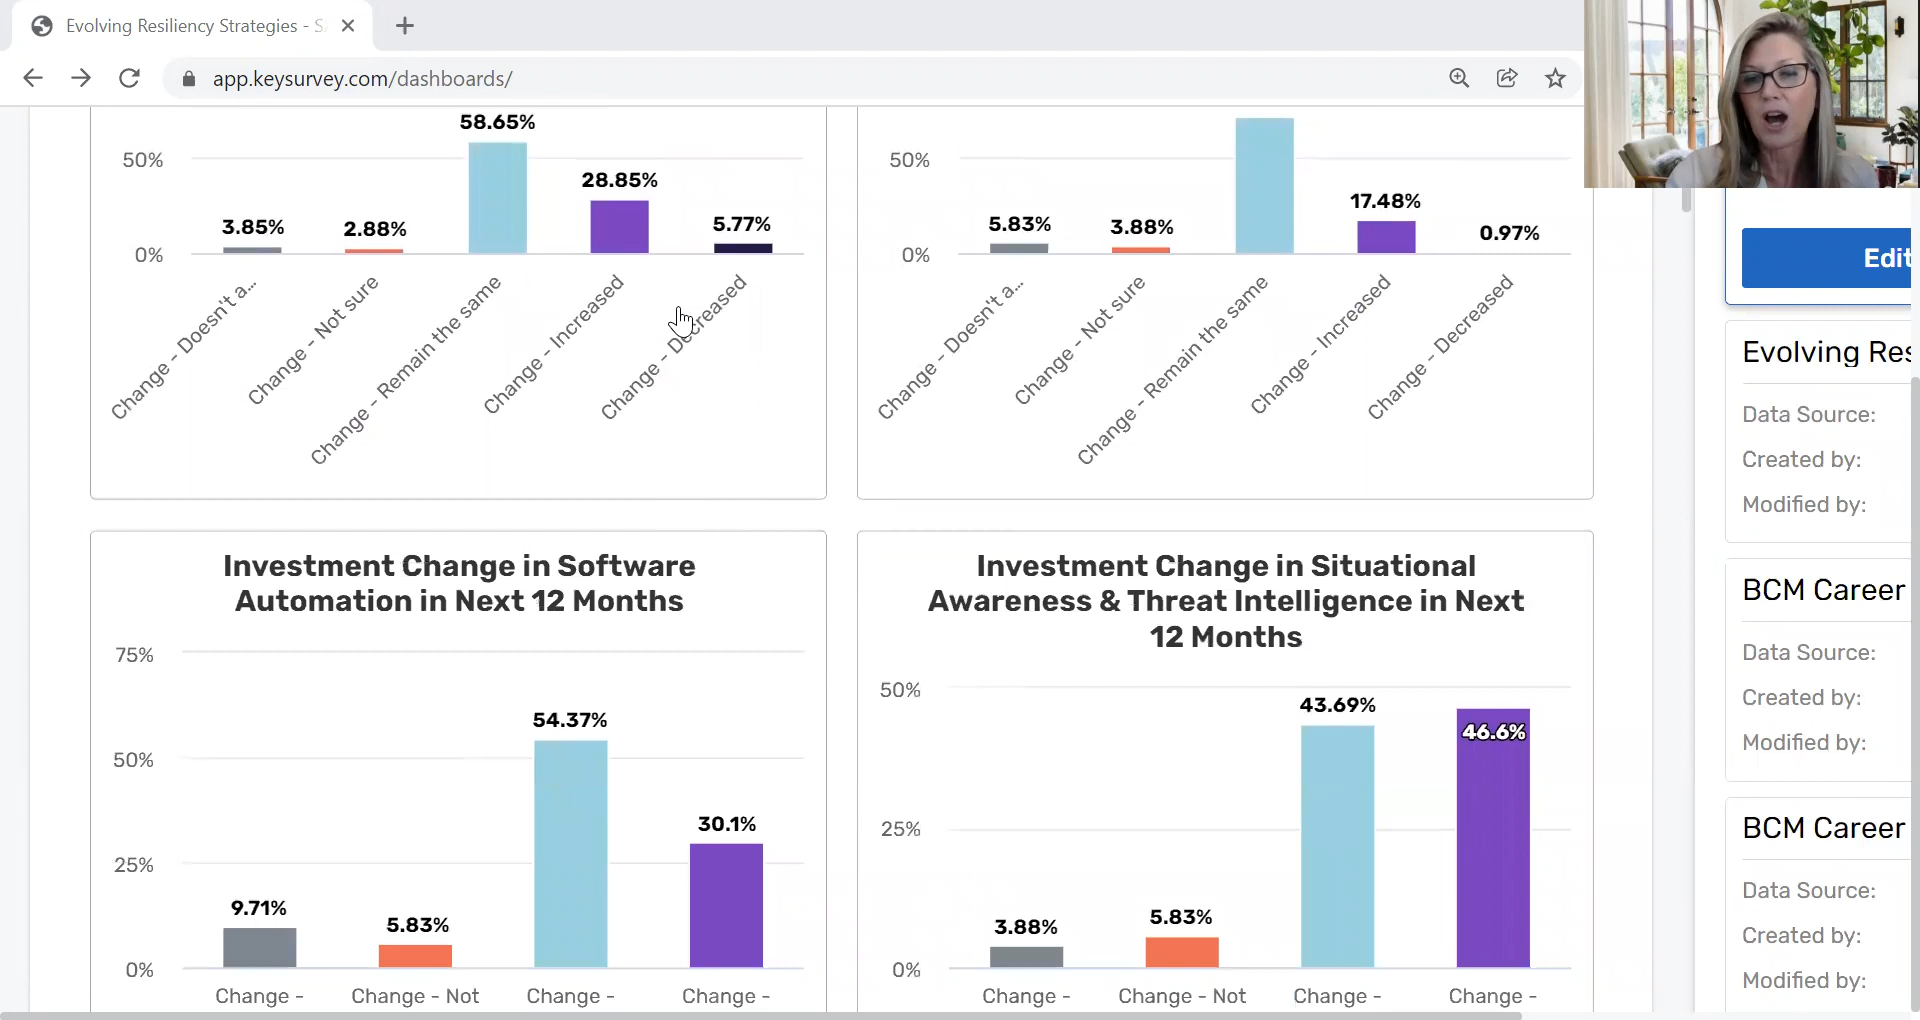 Evolving Resiliency Strategies - S
app.keysurvey.com/dashboards/
58.65%
50%
28.85%
3.85%
2.88%
5.77%
0%
Change - Doesn't a...
Change - Not sure
Change - Remain the same
Change - Increased
Change - Decreased
50%
17.48%
5.83%
3.88%
0.97%
0%
Change - Doesn't a...
Change - Not sure
Change - Remain the same
Change - Increased
Change - Decreased
Investment Change in Software
Automation in Next 12 Months
75%
54.37%
50%
30.1%
25%
9.71%
5.83%
0%
Change -
Change - Not
Change -
Change -
Investment Change in Situational
Awareness & Threat Intelligence in Next
12 Months
50%
43.69%
46.6%
25%
3.88%
5.83%
0%
Change -
Change - Not
Change -
Change -
Edit
Evolving Res
Data Source:
Created by:
Modified by:
BCM Career
Data Source:
Created by:
Modified by:
BCM Career
Data Source:
Created by:
Modified by: